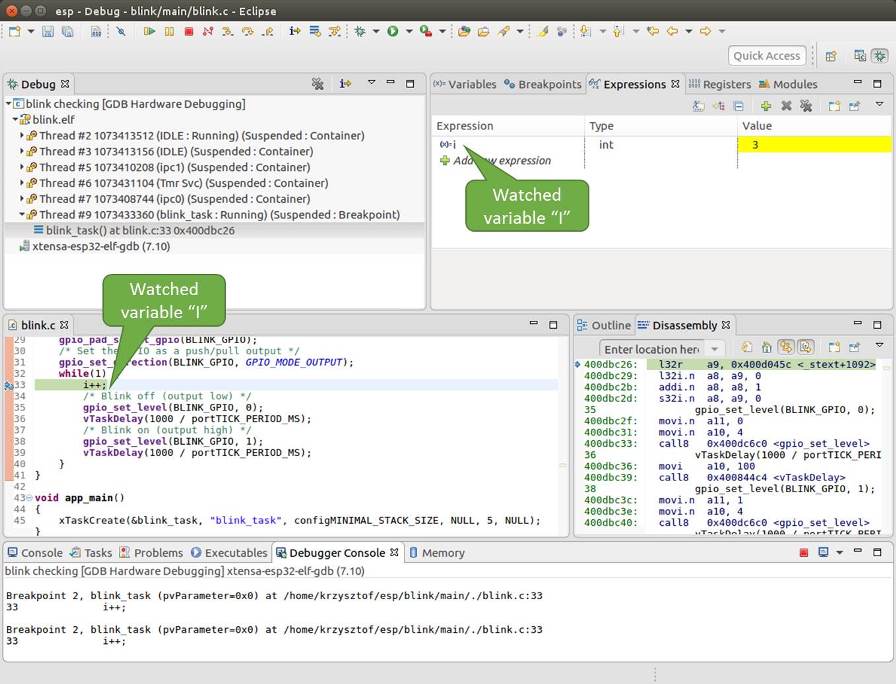 esp - Debug - blink/main/blink.c - Eclipse
Quick Access
Debug
Variables Breakpoints Expressions Registers Modules
blink checking [GDB Hardware Debugging]
blink.elf
Thread #2 1073413512 (IDLE : Running) (Suspended : Container)
Thread #3 1073413156 (IDLE) (Suspended : Container)
Thread #5 1073410208 (ipc1) (Suspended : Container)
Thread #6 1073431104 (Tmr Svc) (Suspended : Container)
Thread #7 1073408744 (ipc0) (Suspended : Container)
Thread #9 1073433360 (blink_task : Running) (Suspended : Breakpoint)
blink_task() at blink.c:33 0x400dbc26
xtensa-esp32-elf-gdb (7.10)
Expression Type Value
(x)= i int 3
Add expression
Watched
variable “I”
Watched
variable “I”
blink.c
29 BLINK_GPIO);
30 /* Set the IO as a push/pull output */
31 BLINK_GPIO, GPIO_MODE_OUTPUT);
32 while(1)
33 i++;
34 /* Blink off (output low) */
35 gpio_set_level(BLINK_GPIO, 0);
36 vTaskDelay(1000 / portTICK_PERIOD_MS);
37 /* Blink on (output high) */
38 gpio_set_level(BLINK_GPIO, 1);
39 vTaskDelay(1000 / portTICK_PERIOD_MS);
40 }
41 }
42
43 void app_main()
44 {
45 xTaskCreate(&blink_task, "blink_task", configMINIMAL_STACK_SIZE, NULL, 5, NULL);
}
Outline Disassembly
Enter location her
400dbc26: l32r a9, 0x400d045c <_stext+1092>
400dbc29: l32i.n a8, a9, 0
400dbc2b: addi.n a8, a8, 1
400dbc2d: s32i.n a8, a9, 0
35 gpio_set_level(BLINK_GPIO, 0);
400dbc2f: movi.n a11, 0
400dbc31: movi.n a10, 4
400dbc33: call8 0x400dc6c0 <gpio_set_level>
36 vTaskDelay(1000 / portTICK_PERI
400dbc36: movi a10, 100
400dbc39: call8 0x400844c4 <vTaskDelay>
38 gpio_set_level(BLINK_GPIO, 1);
400dbc3c: movi.n a11, 1
400dbc3e: movi.n a10, 4
400dbc40: call8 0x400dc6c0 <gpio_set_level>
vTaskDelay(1000 / portTICK_PERI
Console Tasks Problems Executables Debugger Console Memory
blink checking [GDB Hardware Debugging] xtensa-esp32-elf-gdb (7.10)
Breakpoint 2, blink_task (pvParameter=0x0) at /home/krzysztof/esp/blink/main/./blink.c:33
33 i++;
Breakpoint 2, blink_task (pvParameter=0x0) at /home/krzysztof/esp/blink/main/./blink.c:33
33 i++;